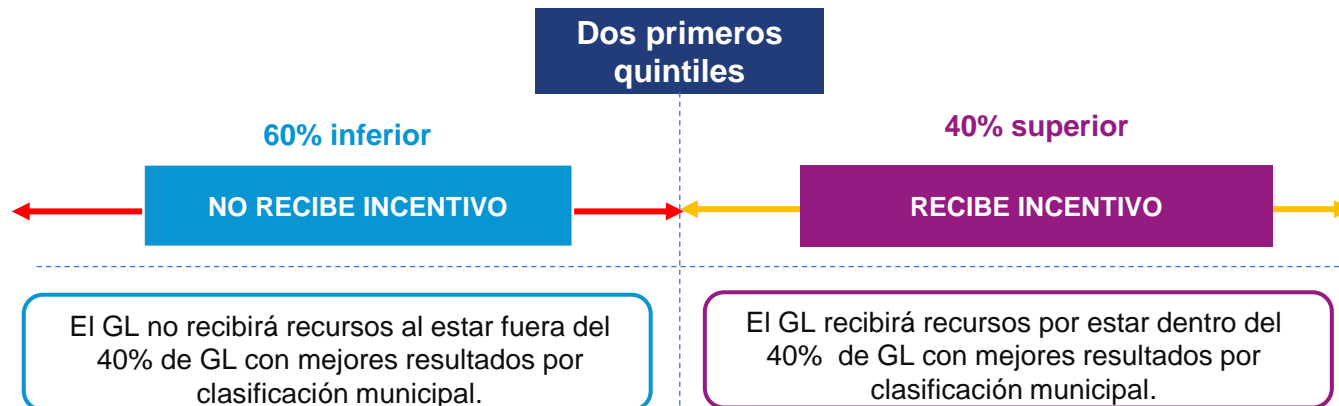 Dos primeros
quintiles
60% inferior
40% superior
NO RECIBE INCENTIVO
RECIBE INCENTIVO
El GL no recibirá recursos al estar fuera del
40% de GL con mejores resultados por
clasificación municipal.
El GL recibirá recursos por estar dentro del
40% de GL con mejores resultados por
clasificación municipal.